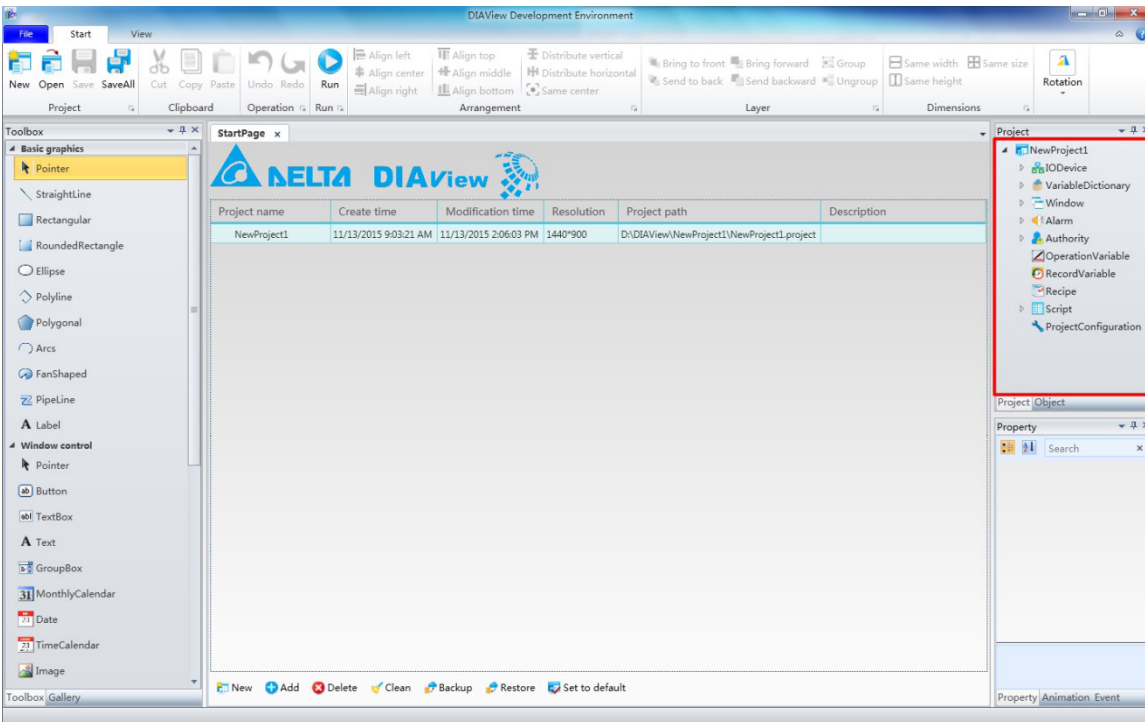 DIAView Development Environment
File Start View
New Open Save SaveAll
Cut Copy Paste
Undo Redo
Run
Align left
Align center
Align right
Align top
Align middle
Align bottom
Distribute vertical
Distribute horizontal
Same center
Bring to front Bring forward Group
Send to back Send backward Ungroup
Same width Same size
Same height
Rotation
Project Clipboard Operation Run Arrangement Layer Dimensions
Toolbox
Basic graphics
Pointer
StraightLine
Rectangular
RoundedRectangle
Ellipse
Polyline
Polygonal
Arcs
FanShaped
PipeLine
A Label
Window control
Pointer
ab Button
abl TextBox
A Text
GroupBox
31 MonthlyCalendar
23 Date
23 TimeCalendar
Image
Toolbox Gallery
StartPage x
DELTA DIAView
Project name Create time Modification time Resolution Project path Description
NewProject1 11/13/2015 9:03:21 AM 11/13/2015 2:06:03 PM 1440*900 D:\DIAView\NewProject1\NewProject1.project
New Add Delete Clean Backup Restore Set to default
Project
NewProject1
IODevice
VariableDictionary
Window
Alarm
Authority
OperationVariable
RecordVariable
Recipe
Script
ProjectConfiguration
Project Object
Property
Search
Property Animation Event